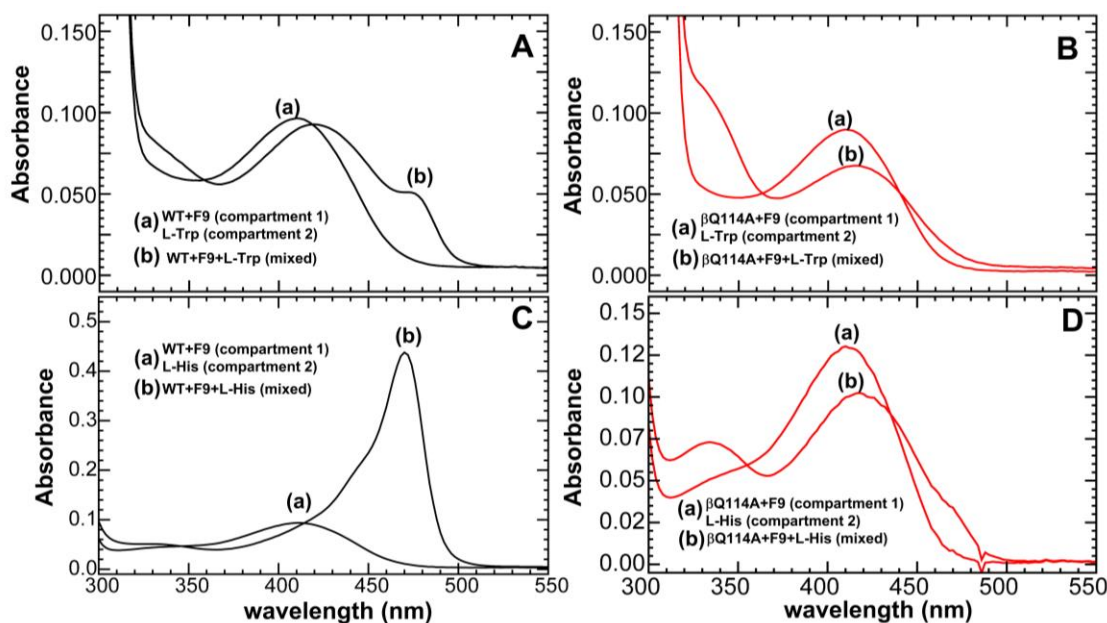 A
0.150
0.100
0.050
0.000
Absorbance
(a)
(b)
(a) WT+F9 (compartment 1)
L-Trp (compartment 2)
(b) WT+F9+L-Trp (mixed)
B
0.150
0.100
0.050
0.000
Absorbance
(a)
(b)
(a) βQ114A+F9 (compartment 1)
L-Trp (compartment 2)
(b) βQ114A+F9+L-Trp (mixed)
C
0.5
0.4
0.3
0.2
0.1
0.0
Absorbance
(a) WT+F9 (compartment 1)
L-His (compartment 2)
(b) WT+F9+L-His (mixed)
(b)
(a)
300 350 400 450 500 550
wavelength (nm)
D
0.12
0.10
0.07
0.05
0.02
0.00
Absorbance
(a)
(b)
(a) βQ114A+F9 (compartment 1)
L-His (compartment 2)
(b) βQ114A+F9+L-His (mixed)
300 350 400 450 500 550
wavelength (nm)